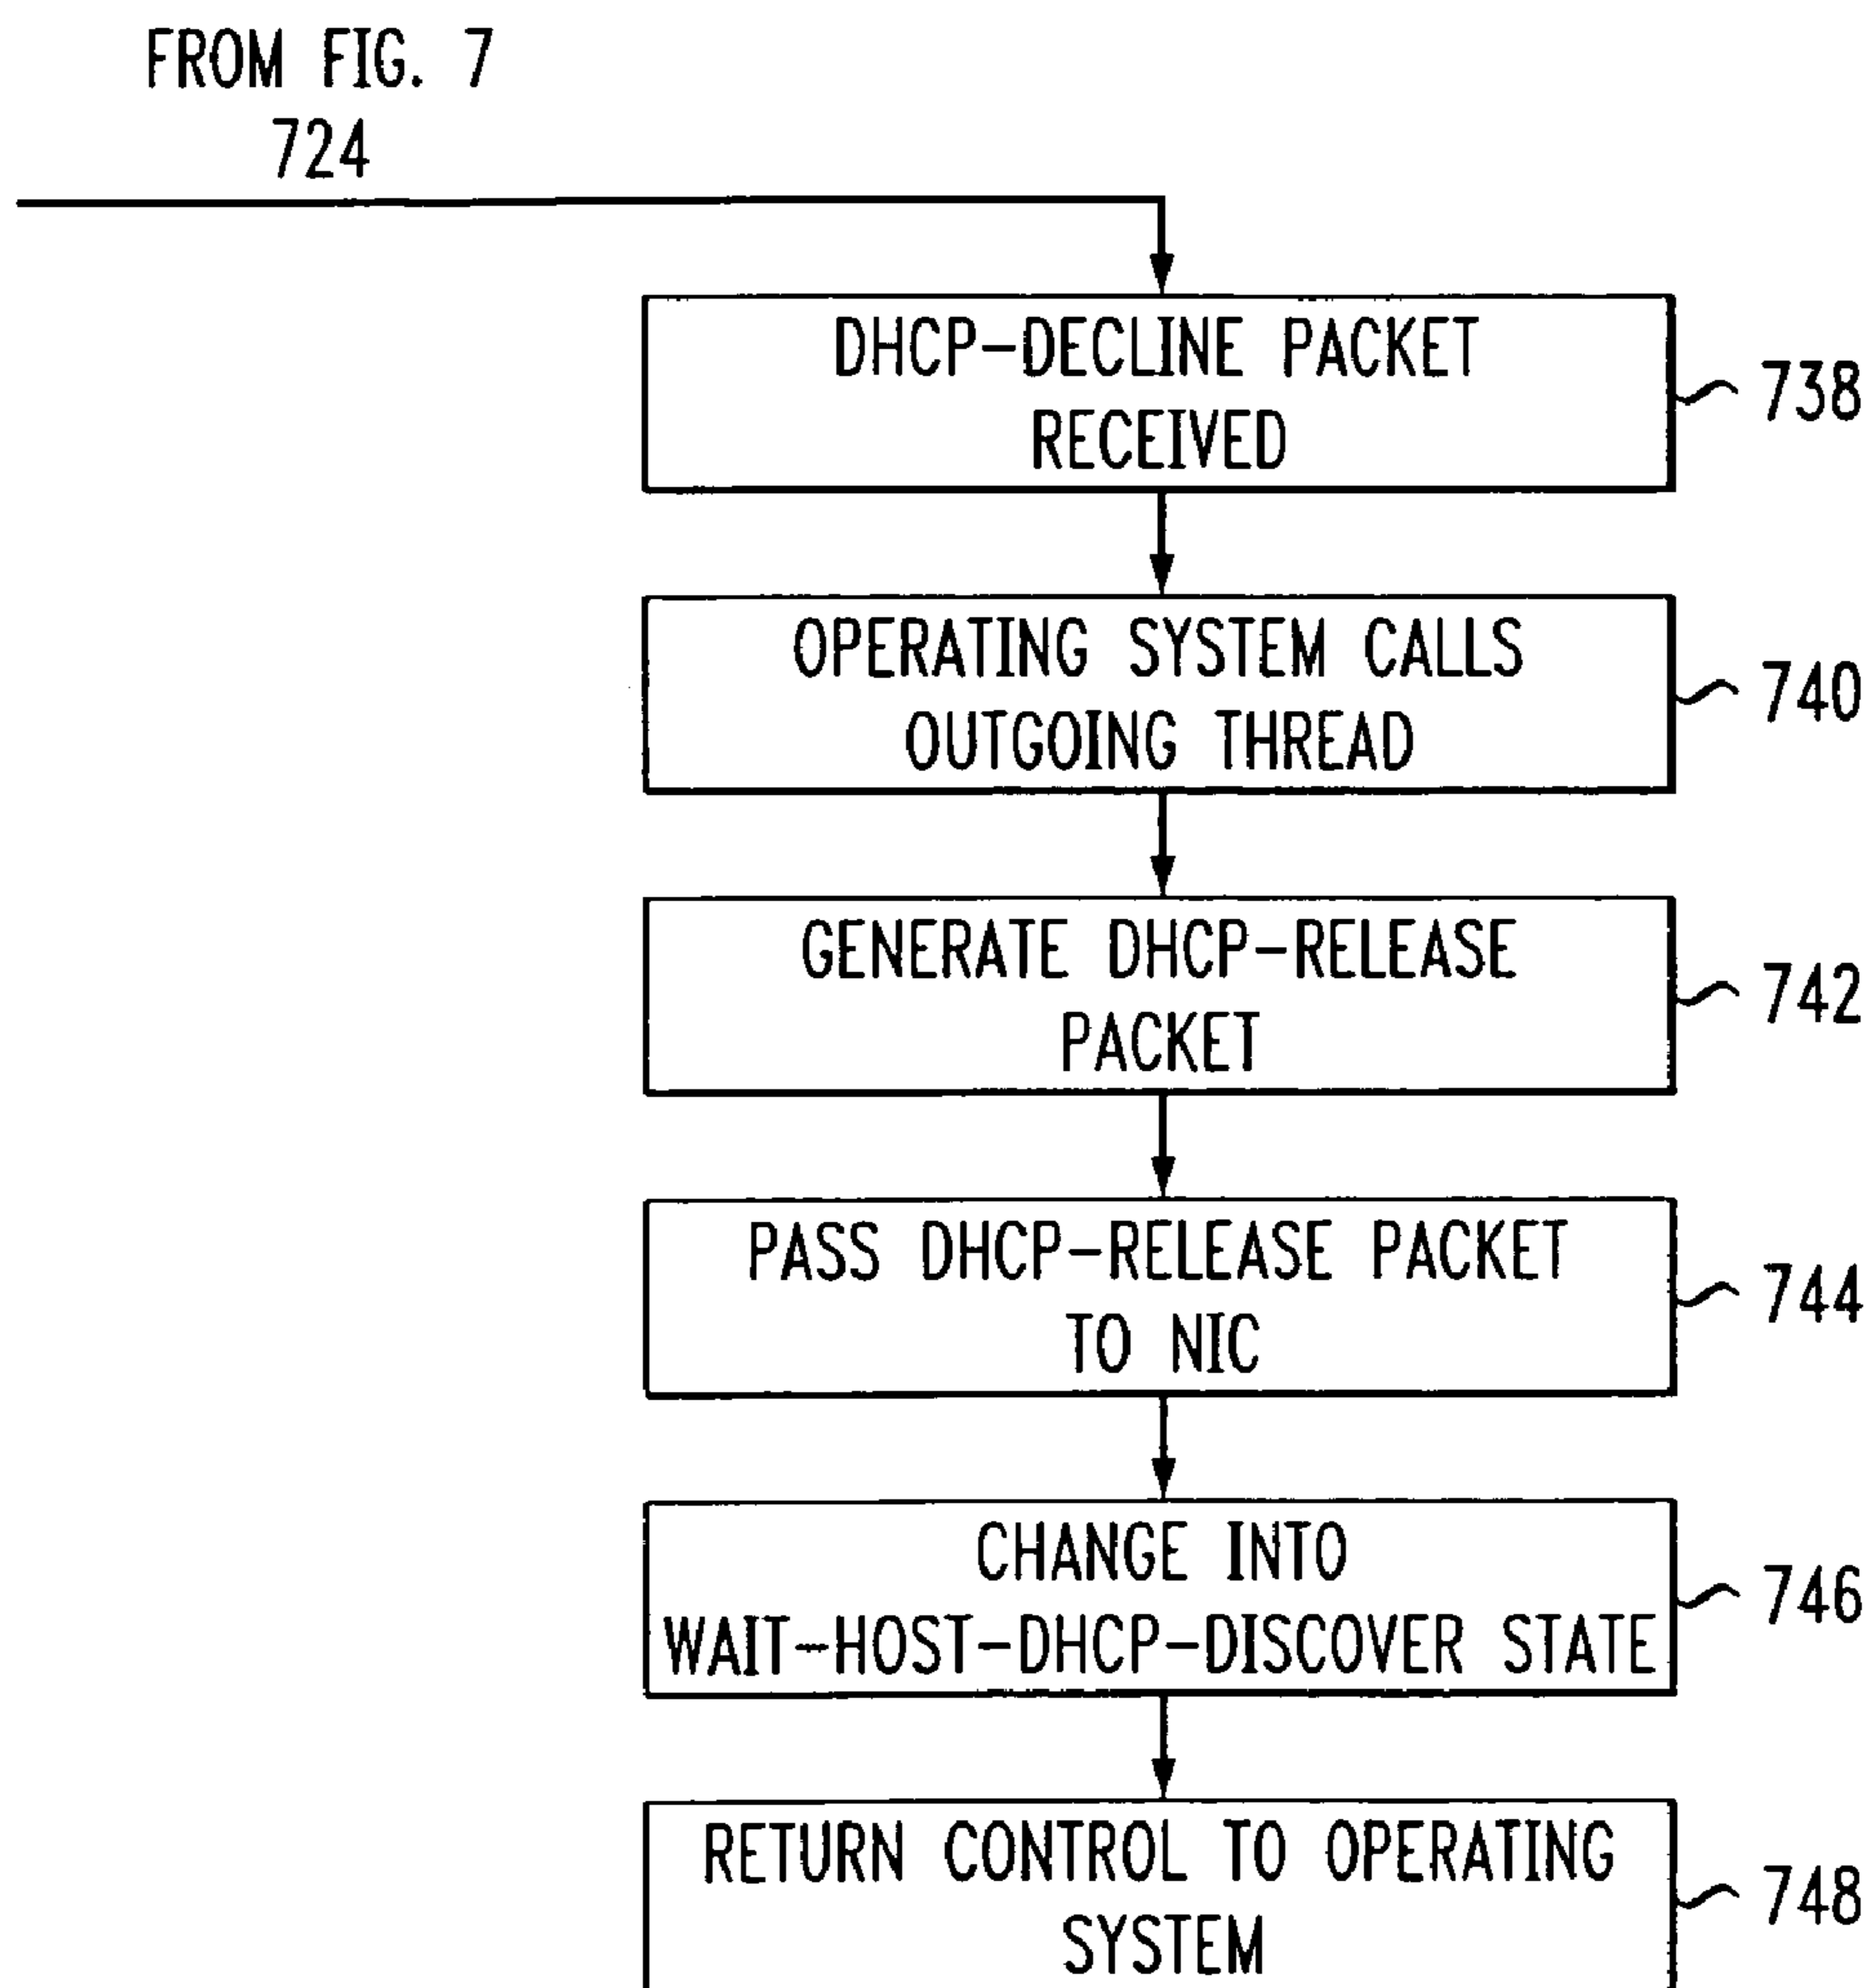 FROM FIG. 7
724
DHCP-DECLINE PACKET
RECEIVED
738
OPERATING SYSTEM CALLS
OUTGOING THREAD
740
GENERATE DHCP-RELEASE
PACKET
742
PASS DHCP-RELEASE PACKET
TO NIC
744
CHANGE INTO
WAIT-HOST-DHCP-DISCOVER STATE
746
RETURN CONTROL TO OPERATING
SYSTEM
748